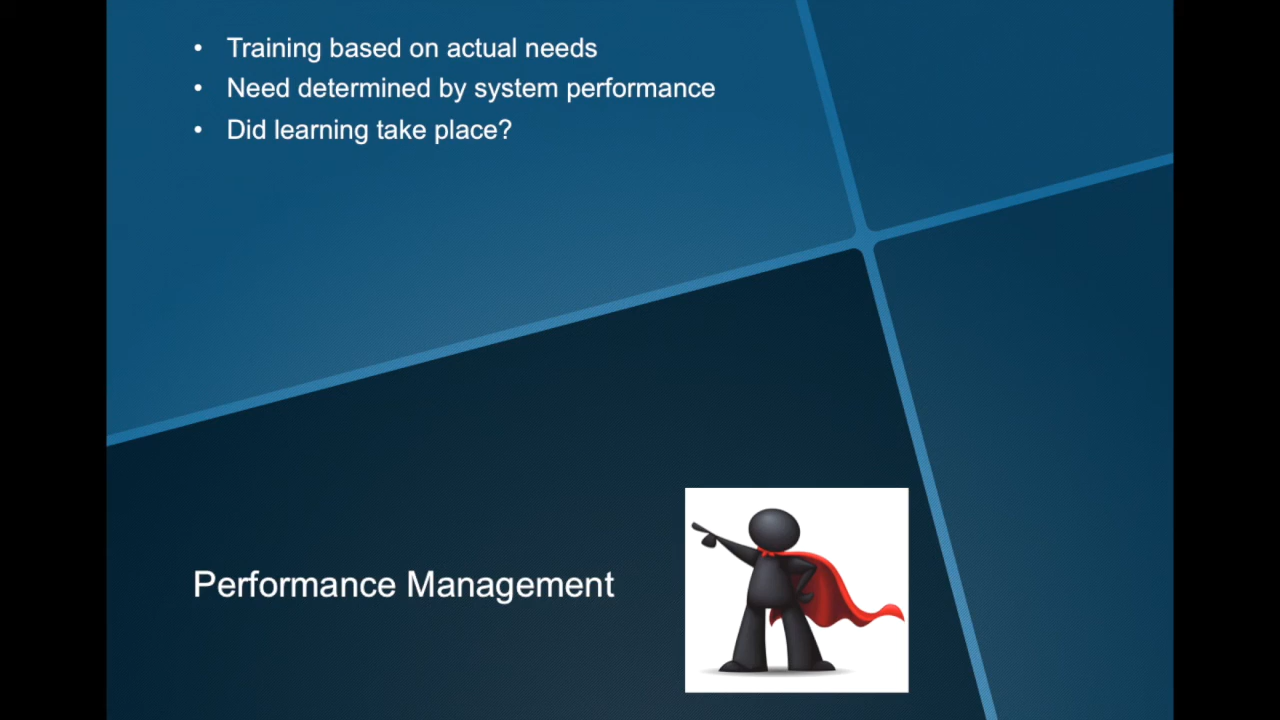 • Training based on actual needs
• Need determined by system performance
• Did learning take place?
Performance Management